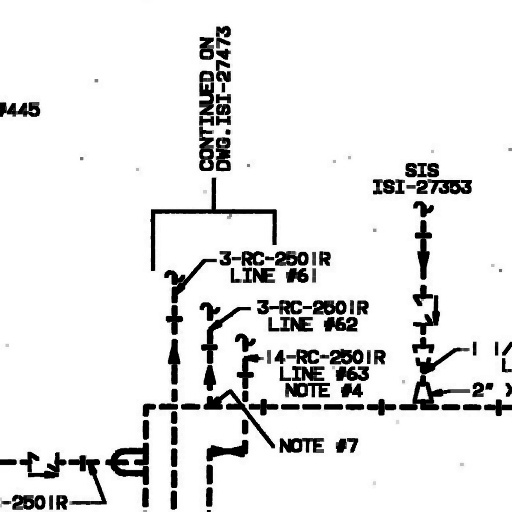 CONTINUED ON
DWG.ISI-27473
#445
SIS
ISI-27353
3-RC-2501R
LINE #61
3-RC-2501R
LINE #62
14-RC-2501R
LINE #63
NOTE #4
1 1/
L
2" X
NOTE #7
-2501R